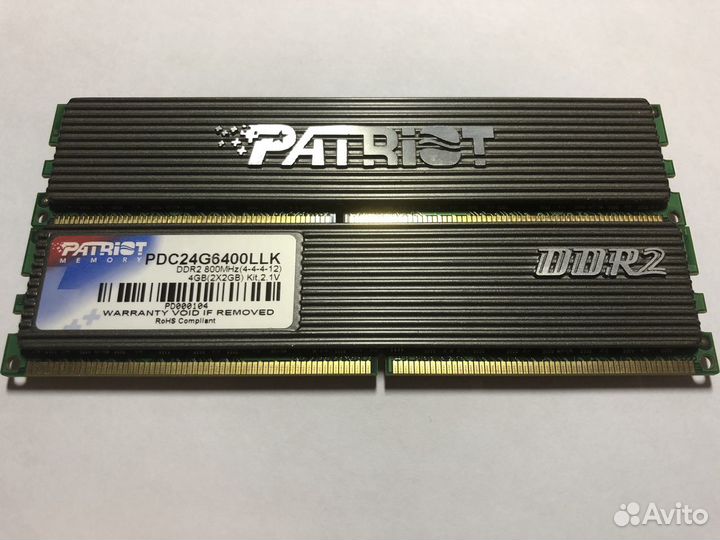 PATRIOT
PATRIOT
MEMORY
PDC24G6400LLK
DDR2 800MHz(4-4-4-12)
4GB(2X2GB) Kit,2.1V
PD000104
WARRANTY VOID IF REMOVED
RoHS Compliant
DDR2
Avito